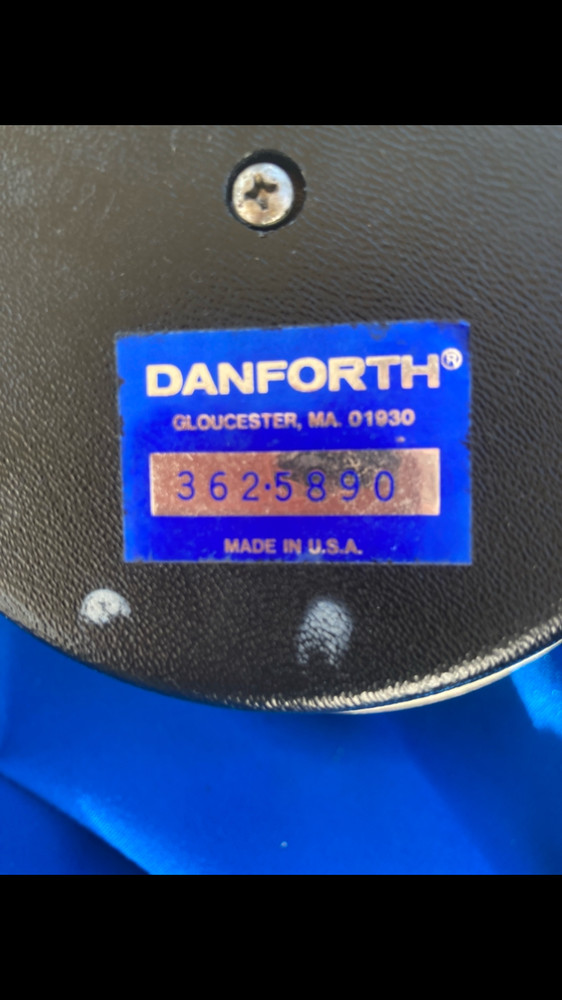 DANFORTH®
GLOUCESTER, MA. 01930
362·5890
MADE IN U.S.A.